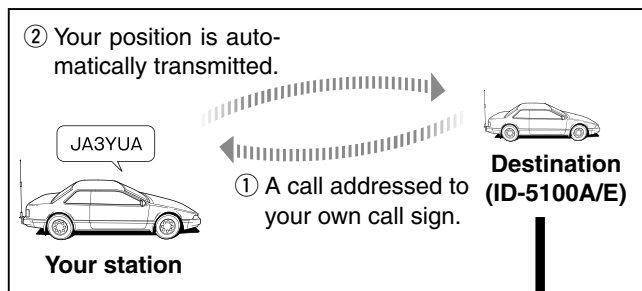 ② Your position is auto-
matically transmitted.
JA3YUA
① A call addressed to
your own call sign.
Your station
Destination
(ID-5100A/E)